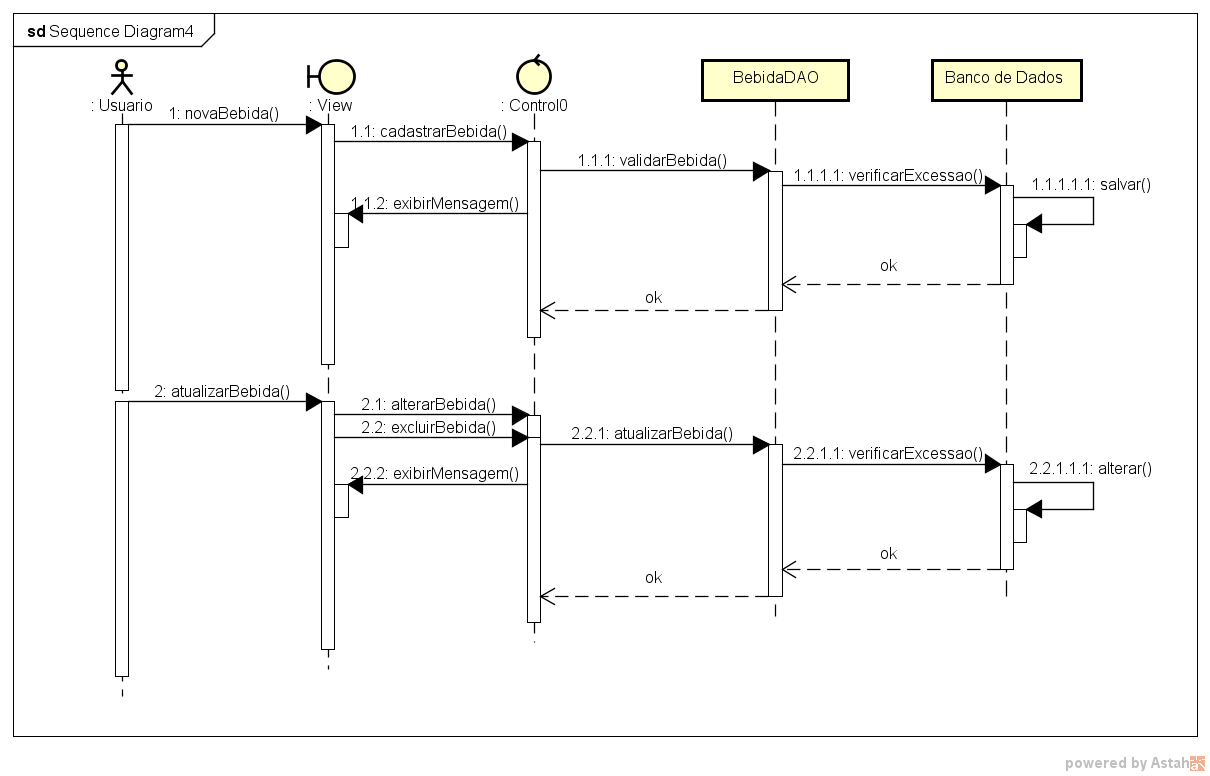 sd Sequence Diagram4
: Usuario
: View
: Control0
BebidaDAO
Banco de Dados
1: novaBebida()
1.1: cadastrarBebida()
1.1.1: validarBebida()
1.1.1.1: verificarExcessao()
1.1.1.1.1: salvar()
1.1.2: exibirMensagem()
ok
ok
2: atualizarBebida()
2.1: alterarBebida()
2.2: excluirBebida()
2.2.1: atualizarBebida()
2.2.1.1: verificarExcessao()
2.2.1.1.1: alterar()
2.2.2: exibirMensagem()
ok
ok
powered by Astah